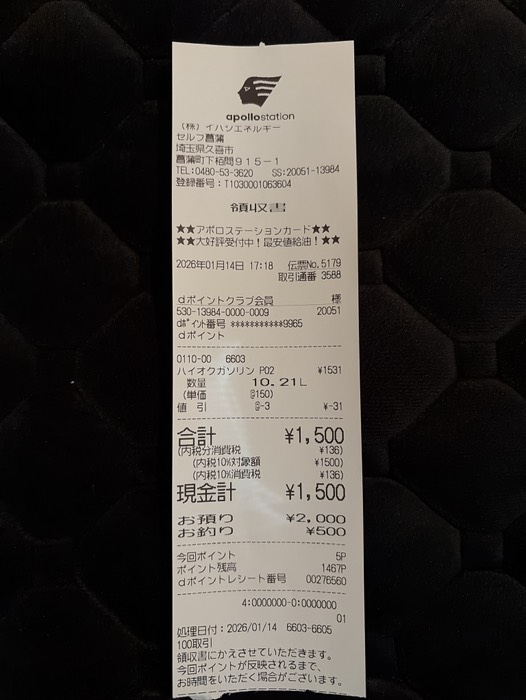 apollostation
(株)イハシエネルギー
セルフ菖蒲
埼玉県久喜市
菖蒲町下栢間915-1
TEL:0480-53-3620 SS:20051-13984
登録番号:T1030001063604
領収書
★★アポロステーションカード★★
★★大好評受付中!最安値給油!★★
2026年01月14日 17:18 伝票No.5179
取引通番 3588
dポイントクラブ会員 様
530-13984-0000-0009 20051
dﾎﾟｲﾝﾄ番号 ***********9965
dポイント
0110-00 6603
ハイオクガソリン P02 ¥1531
数量 10.21L
(単価 @150)
値引 @-3 ¥-31
合計 ¥1,500
(内税分消費税 ¥136)
(内税10%対象額 ¥1500)
(内税10%消費税 ¥136)
現金計 ¥1,500
お預り ¥2,000
お釣り ¥500
今回ポイント 5P
ポイント残高 1467P
dポイントレシート番号 00276560
4:0000000-0:0000000
01
処理日付:2026/01/14 6603-6605
100取引
領収書にかえさせていただきます。
今回ポイントが反映されるまで、
お時間をいただく場合がございます。